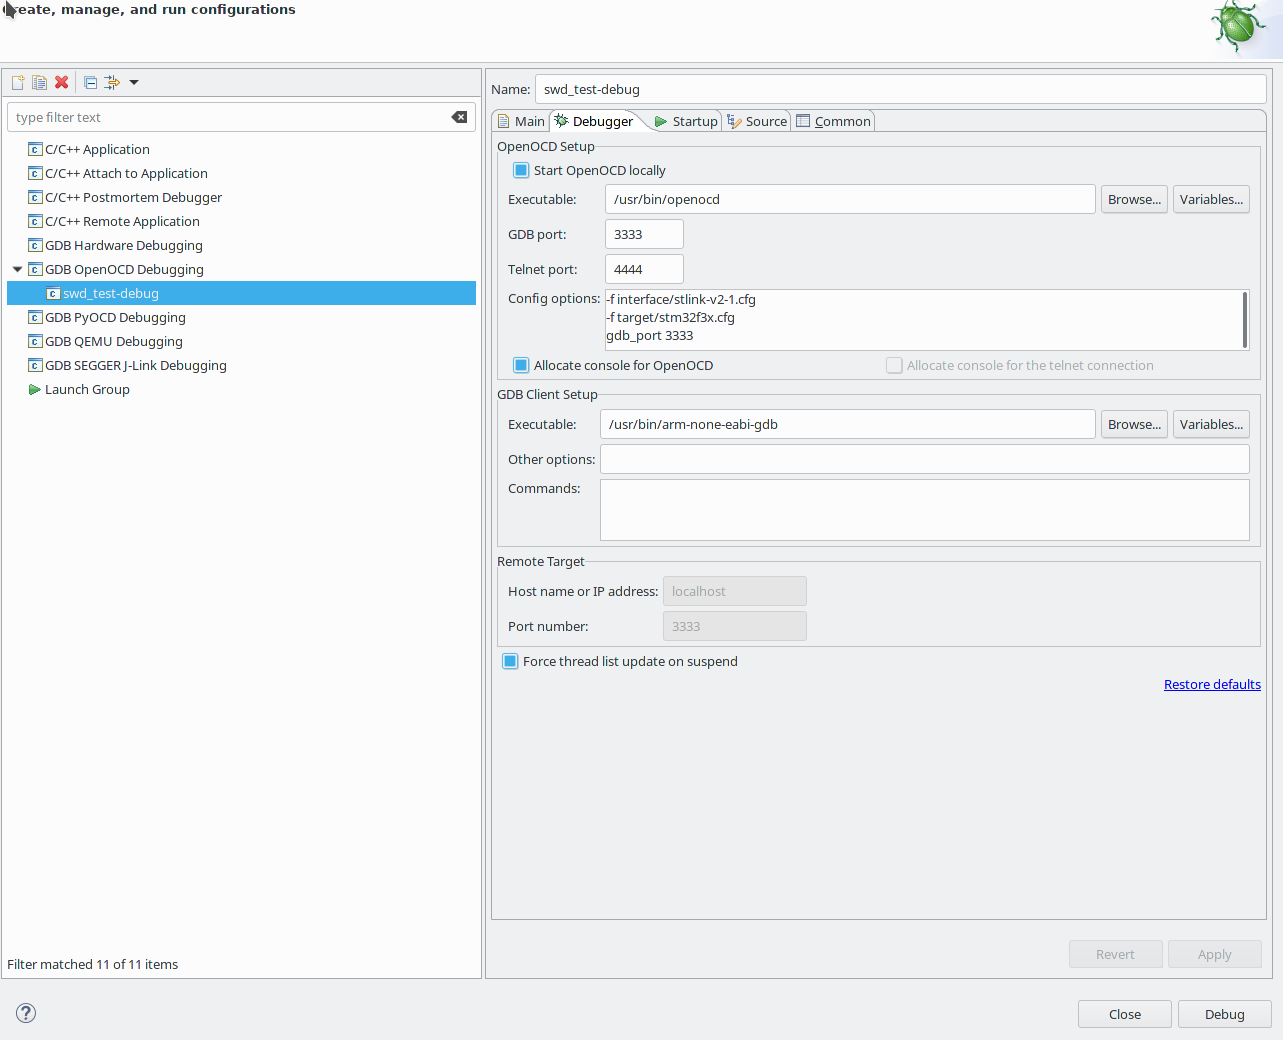 Create, manage, and run configurations
type filter text
C/C++ Application
C/C++ Attach to Application
C/C++ Postmortem Debugger
C/C++ Remote Application
GDB Hardware Debugging
GDB OpenOCD Debugging
swd_test-debug
GDB PyOCD Debugging
GDB QEMU Debugging
GDB SEGGER J-Link Debugging
Launch Group
Filter matched 11 of 11 items
Name: swd_test-debug
Main Debugger Startup Source Common
OpenOCD Setup
Start OpenOCD locally
Executable: /usr/bin/openocd Browse... Variables...
GDB port: 3333
Telnet port: 4444
Config options: -f interface/stlink-v2-1.cfg
-f target/stm32f3x.cfg
gdb_port 3333
Allocate console for OpenOCD Allocate console for the telnet connection
GDB Client Setup
Executable: /usr/bin/arm-none-eabi-gdb Browse... Variables...
Other options:
Commands:
Remote Target
Host name or IP address: localhost
Port number: 3333
Force thread list update on suspend
Restore defaults
Revert Apply
Close Debug